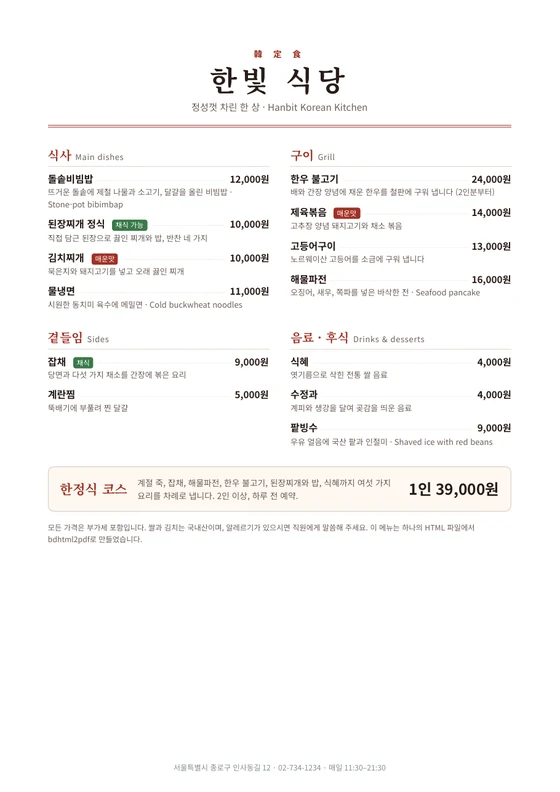 韓 定 食
한빛 식당
정성껏 차린 한 상 · Hanbit Korean Kitchen
식사 Main dishes
돌솥비빔밥 12,000원
뜨거운 돌솥에 제철 나물과 소고기, 달걀을 올린 비빔밥 ·
Stone-pot bibimbap
된장찌개 정식 채식 가능 10,000원
직접 담근 된장으로 끓인 찌개와 밥, 반찬 네 가지
김치찌개 매운맛 10,000원
묵은지와 돼지고기를 넣고 오래 끓인 찌개
물냉면 11,000원
시원한 동치미 육수에 메밀면 · Cold buckwheat noodles
구이 Grill
한우 불고기 24,000원
배와 간장 양념에 재운 한우를 철판에 구워 냅니다 (2인분부터)
제육볶음 매운맛 14,000원
고추장 양념 돼지고기와 채소 볶음
고등어구이 13,000원
노르웨이산 고등어를 소금에 구워 냅니다
해물파전 16,000원
오징어, 새우, 쪽파를 넣은 바삭한 전 · Seafood pancake
곁들임 Sides
잡채 채식 9,000원
당면과 다섯 가지 채소를 간장에 볶은 요리
계란찜 5,000원
뚝배기에 부풀려 찐 달걀
음료 · 후식 Drinks & desserts
식혜 4,000원
엿기름으로 삭힌 전통 쌀 음료
수정과 4,000원
계피와 생강을 달여 곶감을 띄운 음료
팥빙수 9,000원
우유 얼음에 국산 팥과 인절미 · Shaved ice with red beans
한정식 코스
계절 죽, 잡채, 해물파전, 한우 불고기, 된장찌개와 밥, 식혜까지 여섯 가지
요리를 차례로 냅니다. 2인 이상, 하루 전 예약.
1인 39,000원
모든 가격은 부가세 포함입니다. 쌀과 김치는 국내산이며, 알레르기가 있으시면 직원에게 말씀해 주세요. 이 메뉴는 하나의 HTML 파일에서
bdhtml2pdf로 만들었습니다.
서울특별시 종로구 인사동길 12 · 02-734-1234 · 매일 11:30–21:30